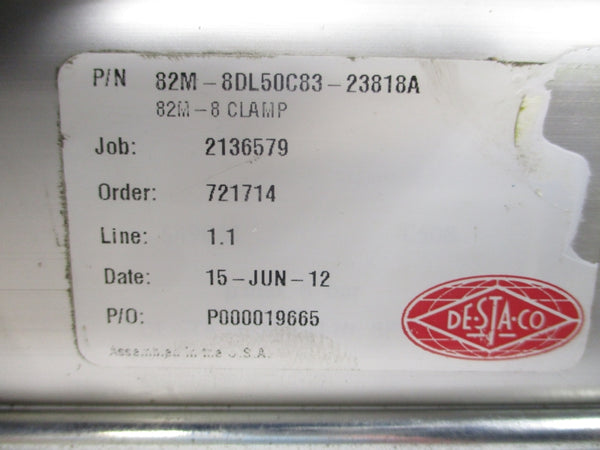 P/N 82M-8DL50C83-23818A
82M-8 CLAMP
Job: 2136579
Order: 721714
Line: 1.1
Date: 15-JUN-12
P/O: P000019665
Assembled in the U.S.A.
DE-STA-CO